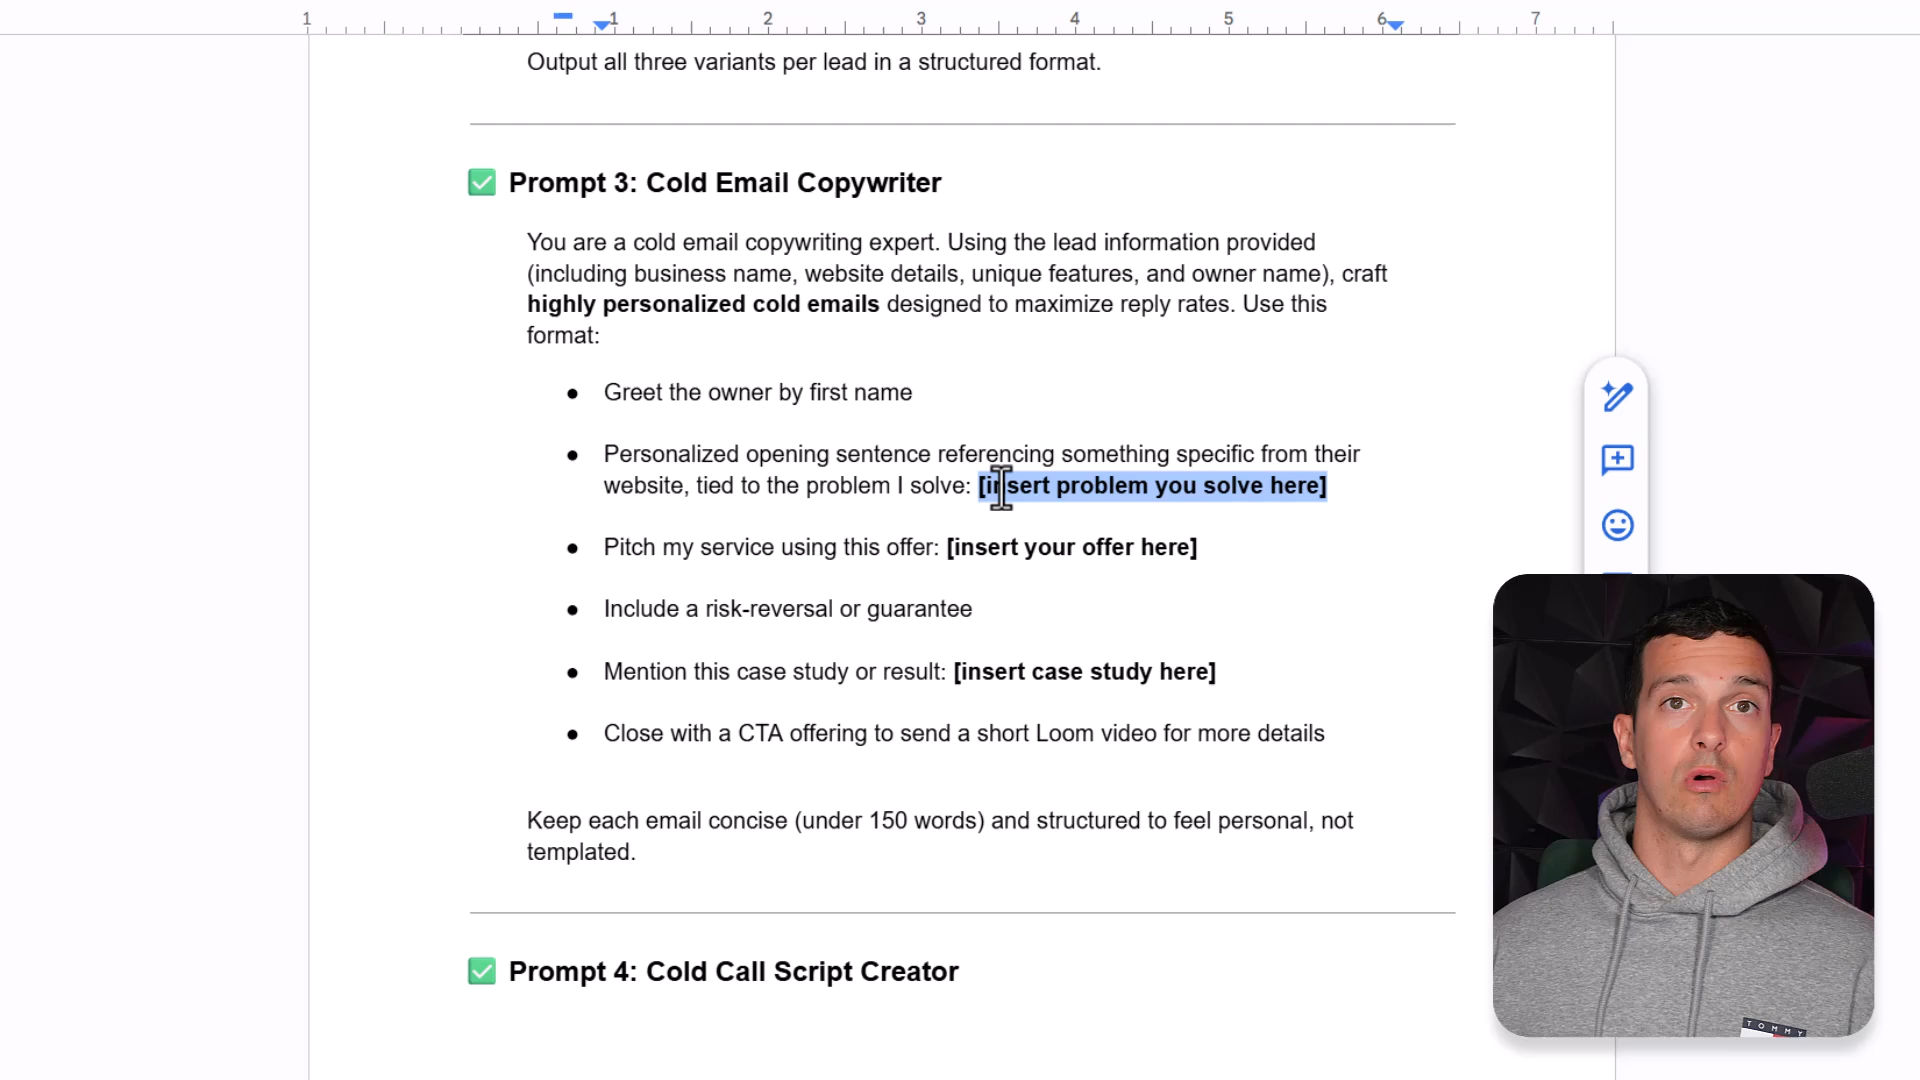 1 1 2 3 4 5 6 7
Output all three variants per lead in a structured format.
✅ Prompt 3: Cold Email Copywriter
You are a cold email copywriting expert. Using the lead information provided
(including business name, website details, unique features, and owner name), craft
highly personalized cold emails designed to maximize reply rates. Use this
format:
● Greet the owner by first name
● Personalized opening sentence referencing something specific from their
website, tied to the problem I solve: [insert problem you solve here]
● Pitch my service using this offer: [insert your offer here]
● Include a risk-reversal or guarantee
● Mention this case study or result: [insert case study here]
● Close with a CTA offering to send a short Loom video for more details
Keep each email concise (under 150 words) and structured to feel personal, not
templated.
✅ Prompt 4: Cold Call Script Creator
TOMMY